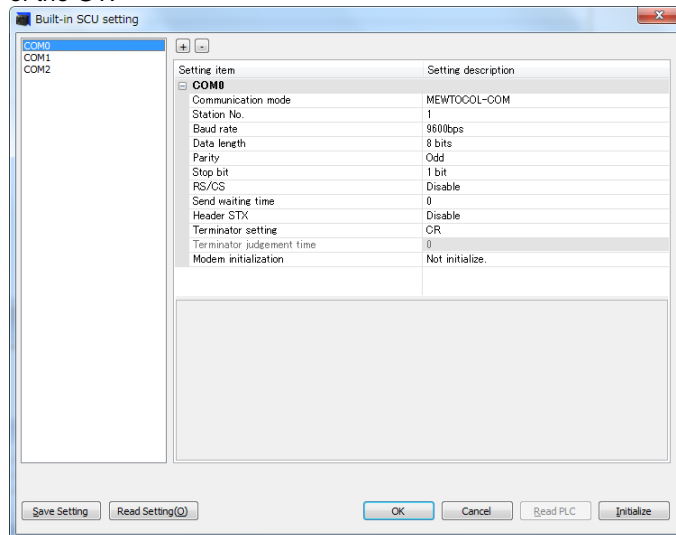 Built-in SCU setting
COM0
COM1
COM2
+ -
Setting item Setting description
COM0
Communication mode MEWTOCOL-COM
Station No. 1
Baud rate 9600bps
Data length 8 bits
Parity Odd
Stop bit 1 bit
RS/CS Disable
Send waiting time 0
Header STX Disable
Terminator setting CR
Terminator judgement time 0
Modem initialization Not initialize.
Save Setting Read Setting(O) OK Cancel Read PLC Initialize